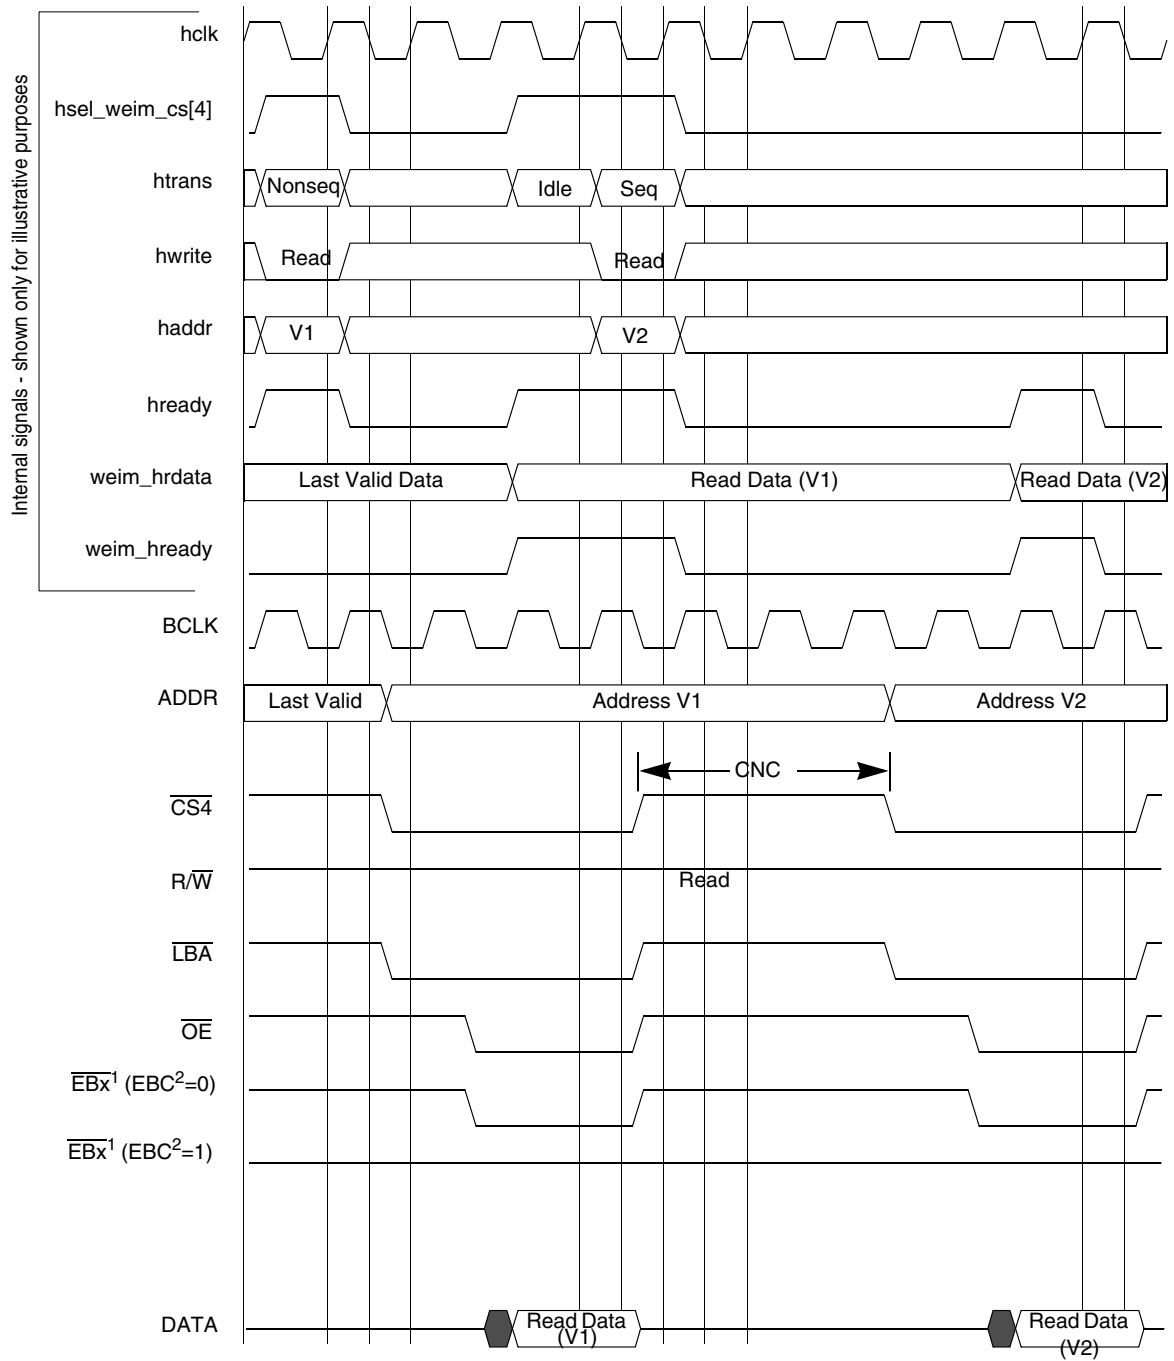 Internal signals - shown only for illustrative purposes
hclk
hsel_weim_cs[4]
htrans
Nonseq
Idle
Seq
hwrite
Read
Read
haddr
V1
V2
hready
weim_hrdata
Last Valid Data
Read Data (V1)
Read Data (V2)
weim_hready
BCLK
ADDR
Last Valid
Address V1
Address V2
CNC
CS4
R/W
Read
LBA
OE
EBx¹ (EBC²=0)
EBx¹ (EBC²=1)
DATA
Read Data
(V1)
Read Data
(V2)